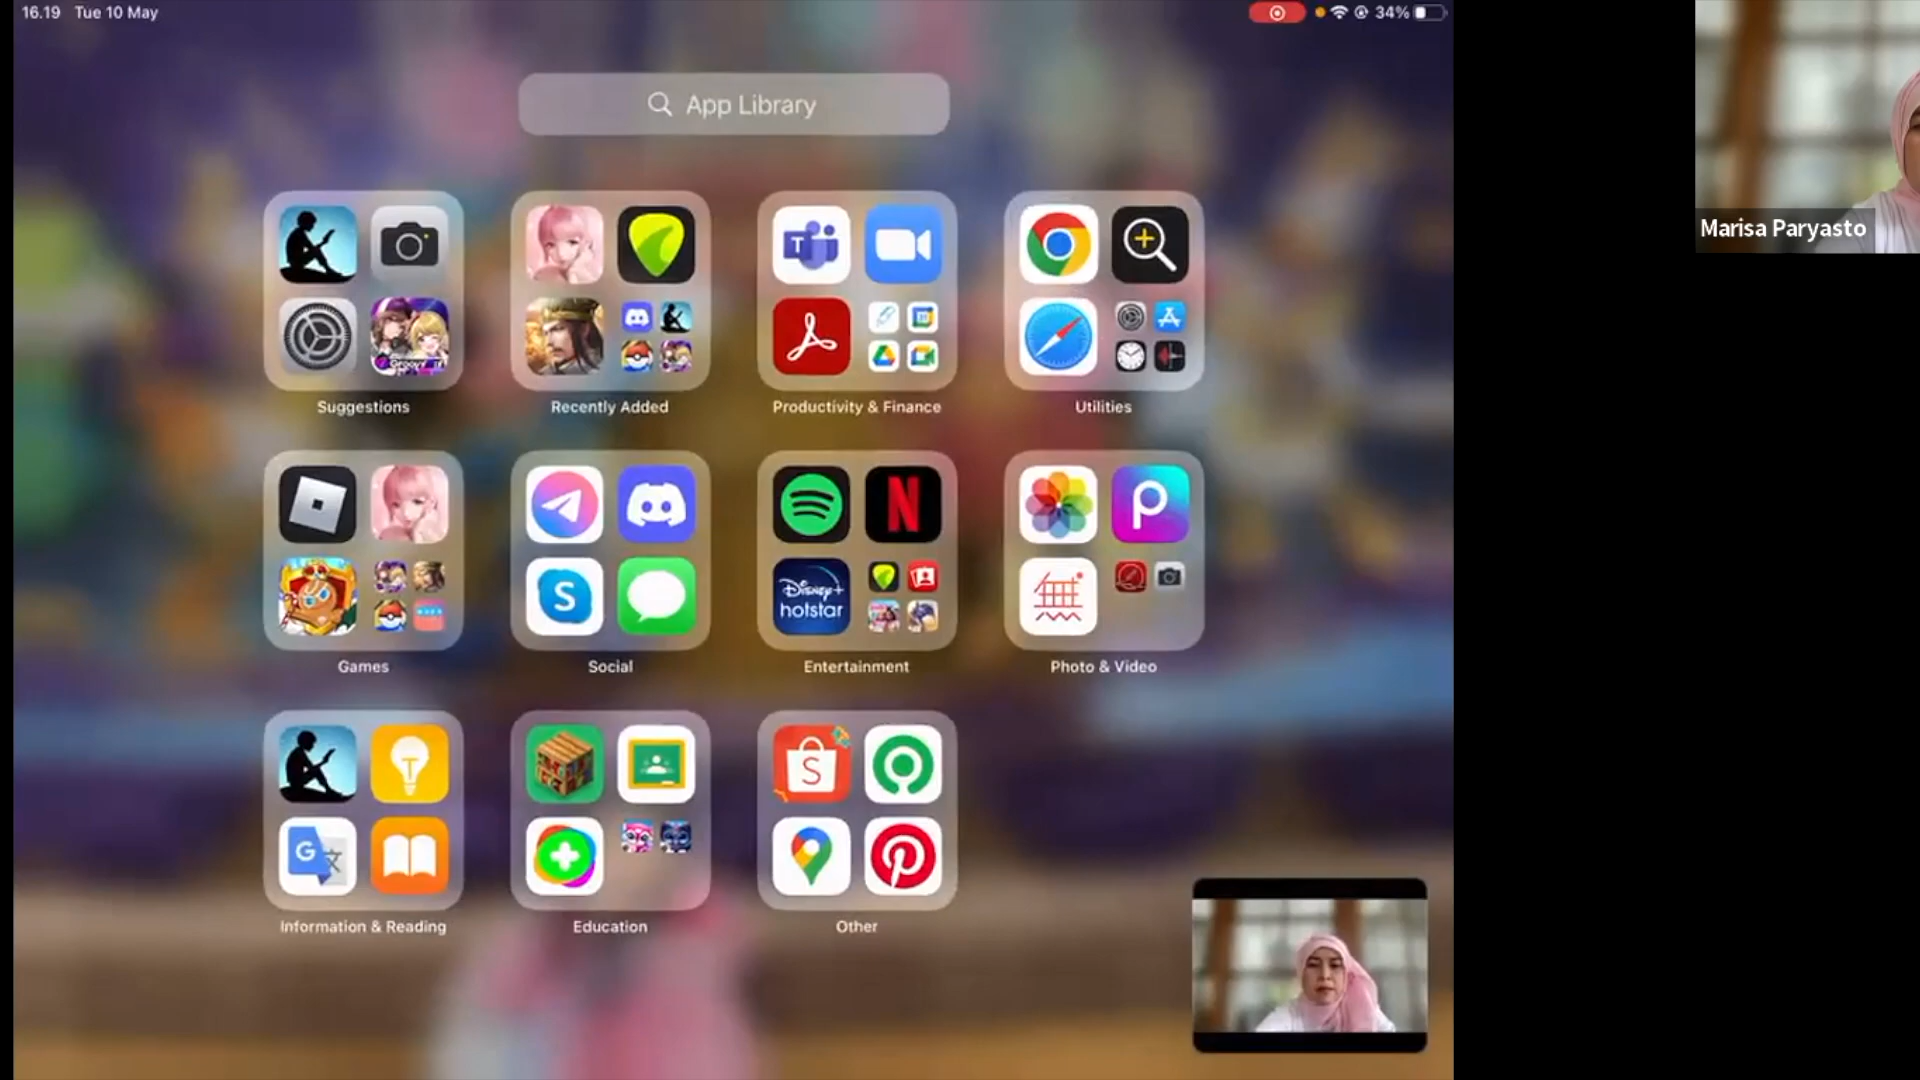 16.19 Tue 10 May
34%
App Library
Groovy
T
Suggestions
Recently Added
Productivity & Finance
Utilities
N
P
S
Disney+
hotstar
Games
Social
Entertainment
Photo & Video
T
S
G
Information & Reading
Education
Other
Marisa Paryasto